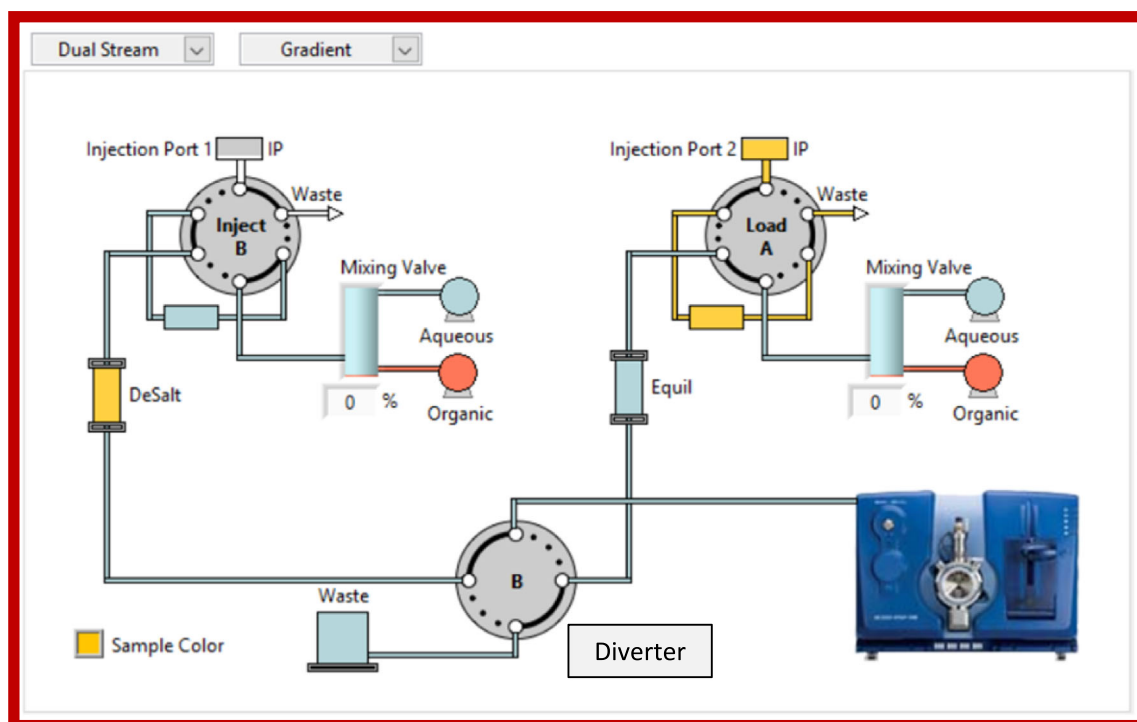 Dual Stream
Gradient
Injection Port 1
IP
Waste
Inject
B
Mixing Valve
Aqueous
Organic
0 %
DeSalt
Injection Port 2
IP
Waste
Load
A
Mixing Valve
Aqueous
Organic
0 %
Equil
B
Waste
Diverter
Sample Color